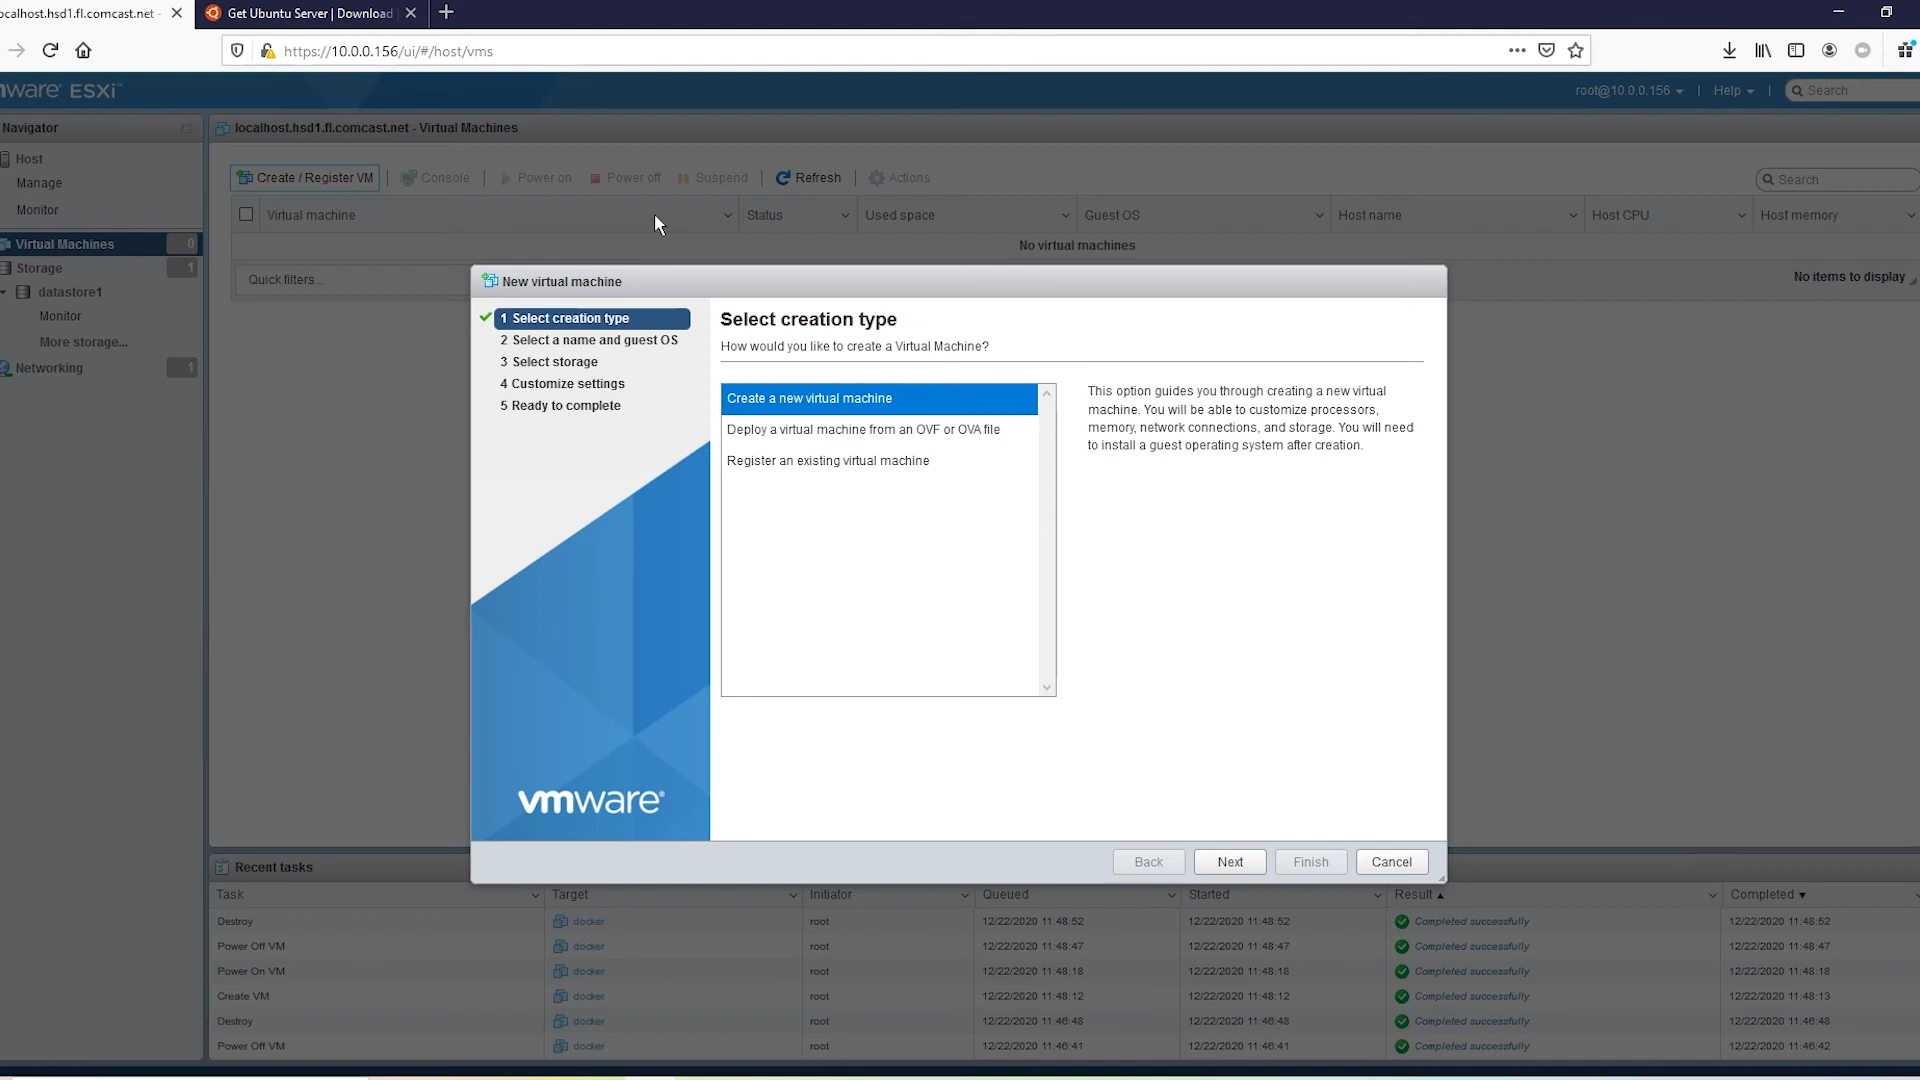 ocalhost.hsd1.fl.comcast.net -
Get Ubuntu Server | Download
https://10.0.0.156/ui/#/host/vms
mware® ESXi™
root@10.0.0.156
Help
Search
Navigator
localhost.hsd1.fl.comcast.net - Virtual Machines
Host
Manage
Monitor
Virtual Machines 0
Storage 1
datastore1
Monitor
More storage...
Networking 1
Create / Register VM
Console
Power on
Power off
Suspend
Refresh
Actions
Search
Virtual machine
Status
Used space
Guest OS
Host name
Host CPU
Host memory
No virtual machines
Quick filters...
No items to display
New virtual machine
1 Select creation type
2 Select a name and guest OS
3 Select storage
4 Customize settings
5 Ready to complete
vmware®
Select creation type
How would you like to create a Virtual Machine?
Create a new virtual machine
Deploy a virtual machine from an OVF or OVA file
Register an existing virtual machine
This option guides you through creating a new virtual
machine. You will be able to customize processors,
memory, network connections, and storage. You will need
to install a guest operating system after creation.
Back
Next
Finish
Cancel
Recent tasks
Task Target Initiator Queued Started Result Completed
Destroy docker root 12/22/2020 11:48:52 12/22/2020 11:48:52 Completed successfully 12/22/2020 11:48:52
Power Off VM docker root 12/22/2020 11:48:47 12/22/2020 11:48:47 Completed successfully 12/22/2020 11:48:47
Power On VM docker root 12/22/2020 11:48:18 12/22/2020 11:48:18 Completed successfully 12/22/2020 11:48:18
Create VM docker root 12/22/2020 11:48:12 12/22/2020 11:48:12 Completed successfully 12/22/2020 11:48:13
Destroy docker root 12/22/2020 11:46:48 12/22/2020 11:46:48 Completed successfully 12/22/2020 11:46:48
Power Off VM docker root 12/22/2020 11:46:41 12/22/2020 11:46:41 Completed successfully 12/22/2020 11:46:42